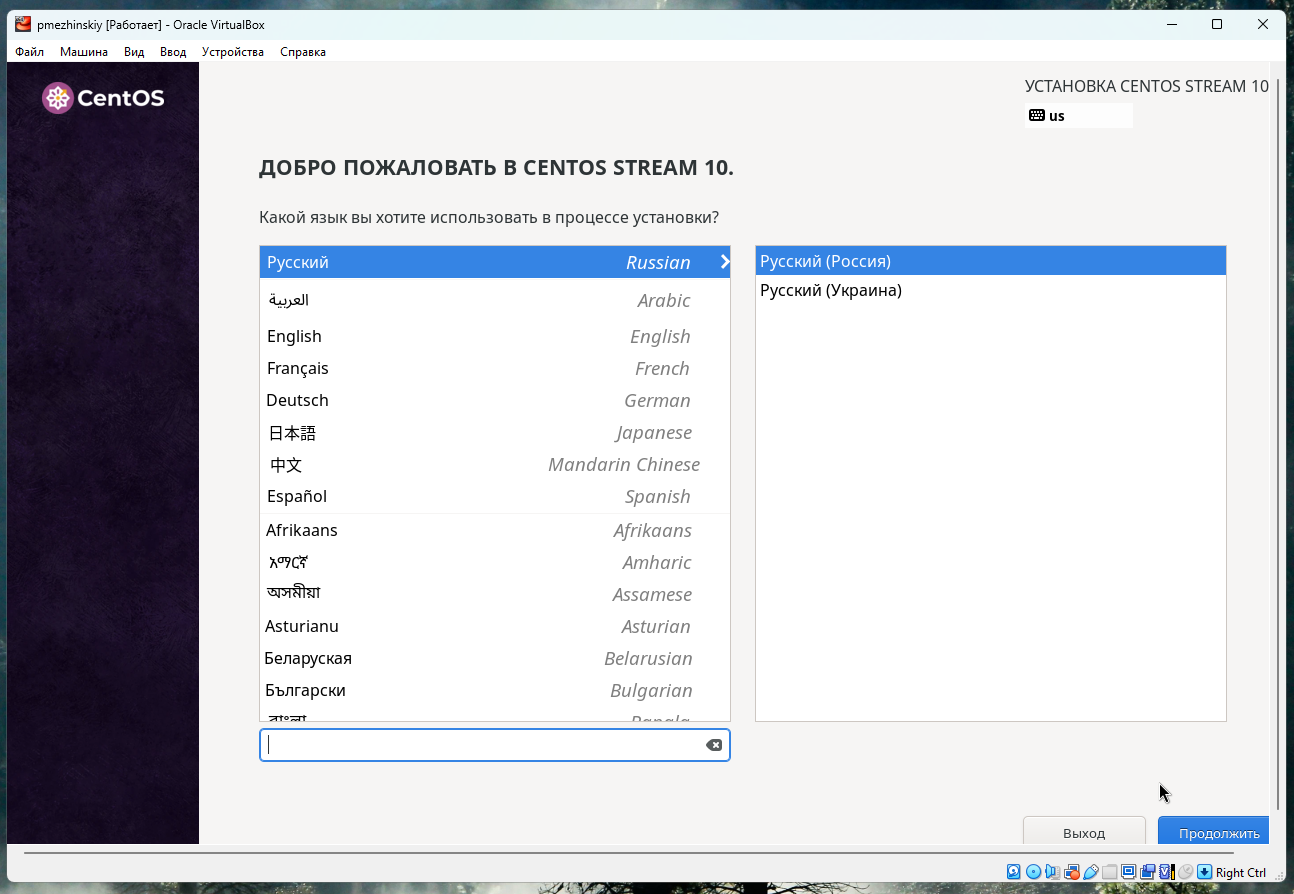 pmezhinskiy [Работает] - Oracle VirtualBox
Файл Машина Вид Ввод Устройства Справка
CentOS
УСТАНОВКА CENTOS STREAM 10
us
ДОБРО ПОЖАЛОВАТЬ В CENTOS STREAM 10.
Какой язык вы хотите использовать в процессе установки?
Русский Russian
العربية Arabic
English English
Français French
Deutsch German
日本語 Japanese
中文 Mandarin Chinese
Español Spanish
Afrikaans Afrikaans
አማርኛ Amharic
অসমীয়া Assamese
Asturianu Asturian
Беларуская Belarusian
Български Bulgarian
বাংলা Bangla
Русский (Россия)
Русский (Украина)
Выход Продолжить
Right Ctrl